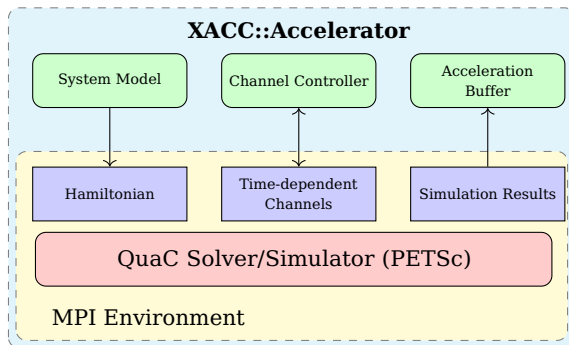 XACC::Accelerator
System Model
Channel Controller
Acceleration
Buffer
Hamiltonian
Time-dependent
Channels
Simulation Results
QuaC Solver/Simulator (PETSc)
MPI Environment